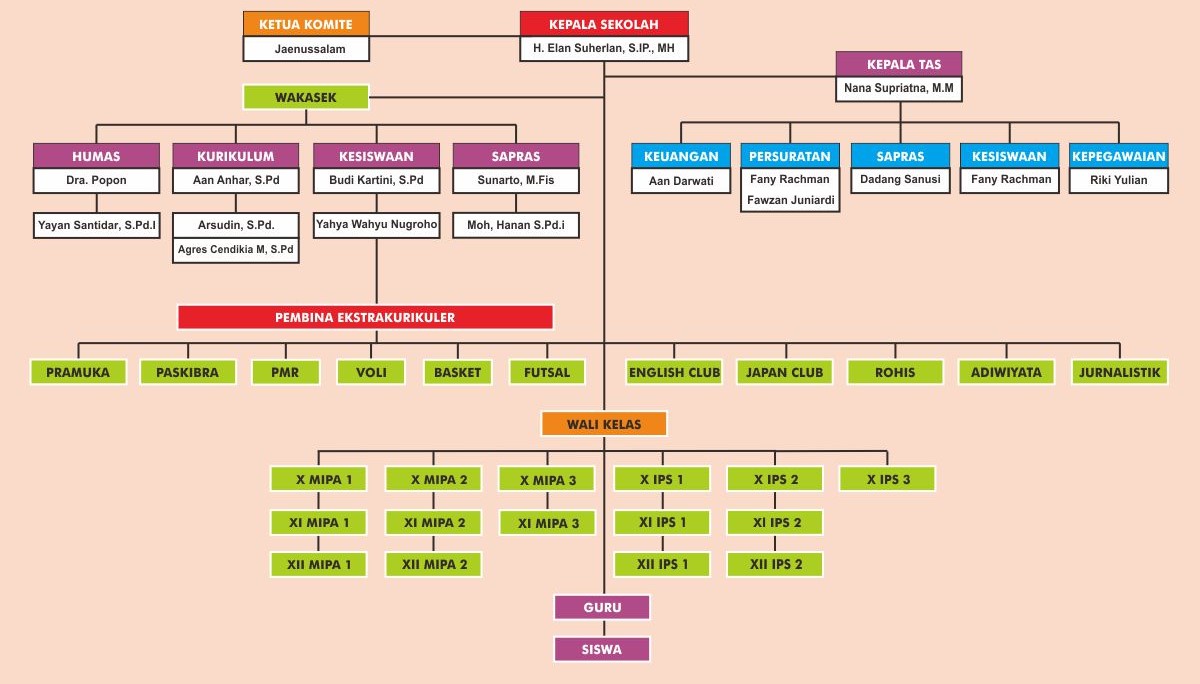 KETUA KOMITE
Jaenussalam
KEPALA SEKOLAH
H. Elan Suherlan, S.IP., MH
KEPALA TAS
Nana Supriatna, M.M
WAKASEK
HUMAS
Dra. Popon
Yayan Santidar, S.Pd.I
KURIKULUM
Aan Anhar, S.Pd
Arsudin, S.Pd.
Agres Cendikia M, S.Pd
KESISWAAN
Budi Kartini, S.Pd
Yahya Wahyu Nugroho
SAPRAS
Sunarto, M.Fis
Moh, Hanan S.Pd.i
KEUANGAN
Aan Darwati
PERSURATAN
Fany Rachman
Fawzan Juniardi
SAPRAS
Dadang Sanusi
KESISWAAN
Fany Rachman
KEPEGAWAIAN
Riki Yulian
PEMBINA EKSTRAKURIKULER
PRAMUKA
PASKIBRA
PMR
VOLI
BASKET
FUTSAL
ENGLISH CLUB
JAPAN CLUB
ROHIS
ADIWIYATA
JURNALISTIK
WALI KELAS
X MIPA 1
X MIPA 2
X MIPA 3
X IPS 1
X IPS 2
X IPS 3
XI MIPA 1
XI MIPA 2
XI MIPA 3
XI IPS 1
XI IPS 2
XII MIPA 1
XII MIPA 2
XII IPS 1
XII IPS 2
GURU
SISWA